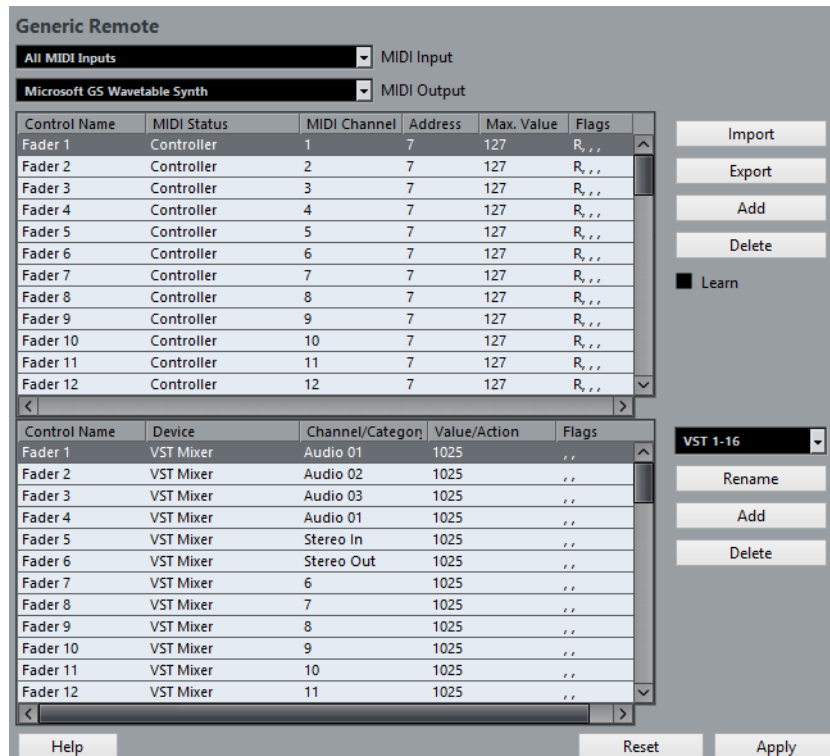 Generic Remote
All MIDI Inputs MIDI Input
Microsoft GS Wavetable Synth MIDI Output
Control Name MIDI Status MIDI Channel Address Max. Value Flags
Fader 1 Controller 1 7 127 R, , ,
Fader 2 Controller 2 7 127 R, , ,
Fader 3 Controller 3 7 127 R, , ,
Fader 4 Controller 4 7 127 R, , ,
Fader 5 Controller 5 7 127 R, , ,
Fader 6 Controller 6 7 127 R, , ,
Fader 7 Controller 7 7 127 R, , ,
Fader 8 Controller 8 7 127 R, , ,
Fader 9 Controller 9 7 127 R, , ,
Fader 10 Controller 10 7 127 R, , ,
Fader 11 Controller 11 7 127 R, , ,
Fader 12 Controller 12 7 127 R, , ,
Import
Export
Add
Delete
Learn
Control Name Device Channel/Categor Value/Action Flags
Fader 1 VST Mixer Audio 01 1025 , ,
Fader 2 VST Mixer Audio 02 1025 , ,
Fader 3 VST Mixer Audio 03 1025 , ,
Fader 4 VST Mixer Audio 01 1025 , ,
Fader 5 VST Mixer Stereo In 1025 , ,
Fader 6 VST Mixer Stereo Out 1025 , ,
Fader 7 VST Mixer 6 1025 , ,
Fader 8 VST Mixer 7 1025 , ,
Fader 9 VST Mixer 8 1025 , ,
Fader 10 VST Mixer 9 1025 , ,
Fader 11 VST Mixer 10 1025 , ,
Fader 12 VST Mixer 11 1025 , ,
VST 1-16
Rename
Add
Delete
Help Reset Apply